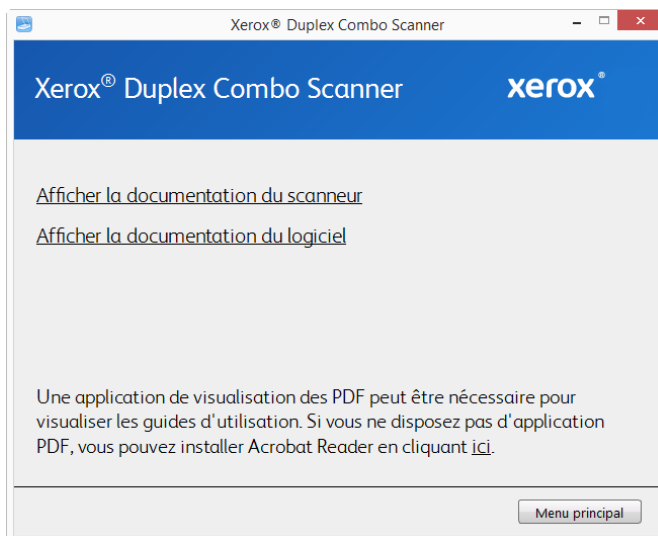 Xerox® Duplex Combo Scanner
Xerox® Duplex Combo Scanner
xerox®
Afficher la documentation du scanneur
Afficher la documentation du logiciel
Une application de visualisation des PDF peut être nécessaire pour
visualiser les guides d'utilisation. Si vous ne disposez pas d'application
PDF, vous pouvez installer Acrobat Reader en cliquant ici.
Menu principal